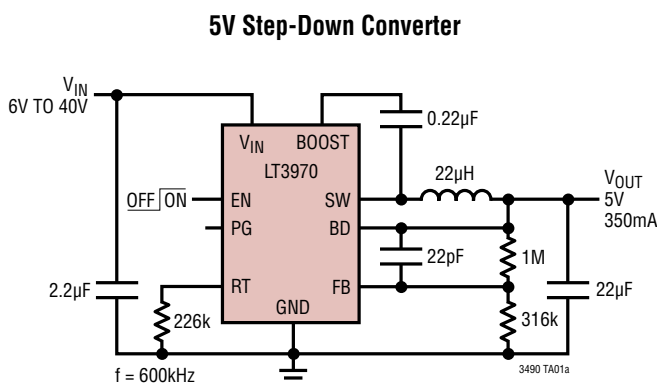 5V Step-Down Converter
VIN
6V TO 40V
VIN
BOOST
0.22µF
LT3970
22µH
VOUT
5V
350mA
OFF ON
EN
SW
PG
BD
22pF
1M
2.2µF
RT
FB
22µF
226k
GND
316k
f = 600kHz
3490 TA01a